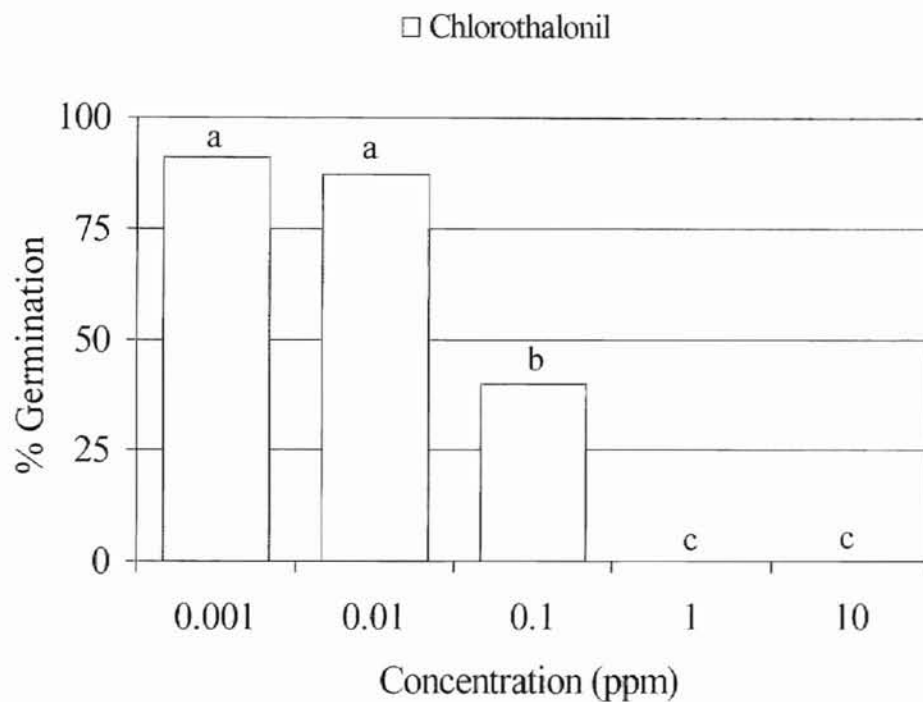 Chlorothalonil
100
a
a
75
50
b
25
c
c
0
% Germination
0.001 0.01 0.1 1 10
Concentration (ppm)